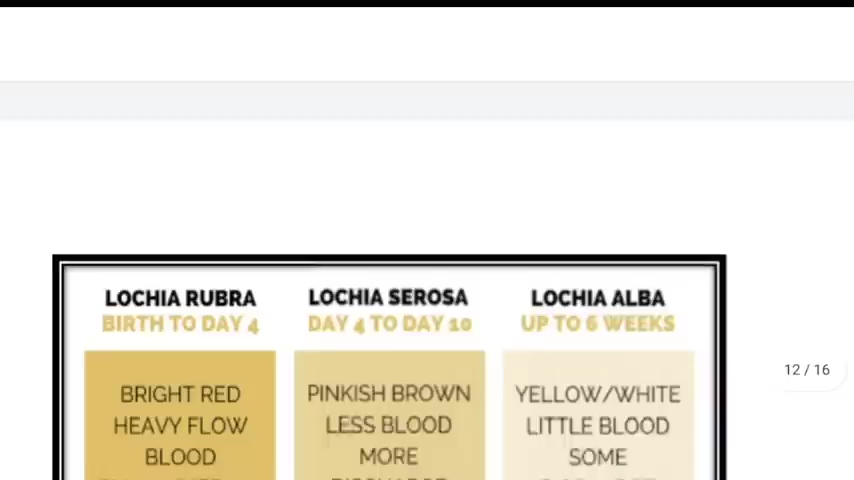 LOCHIA RUBRA
BIRTH TO DAY 4
BRIGHT RED
HEAVY FLOW
BLOOD
LOCHIA SEROSA
DAY 4 TO DAY 10
PINKISH BROWN
LESS BLOOD
MORE
LOCHIA ALBA
UP TO 6 WEEKS
YELLOW/WHITE
LITTLE BLOOD
SOME
12 / 16